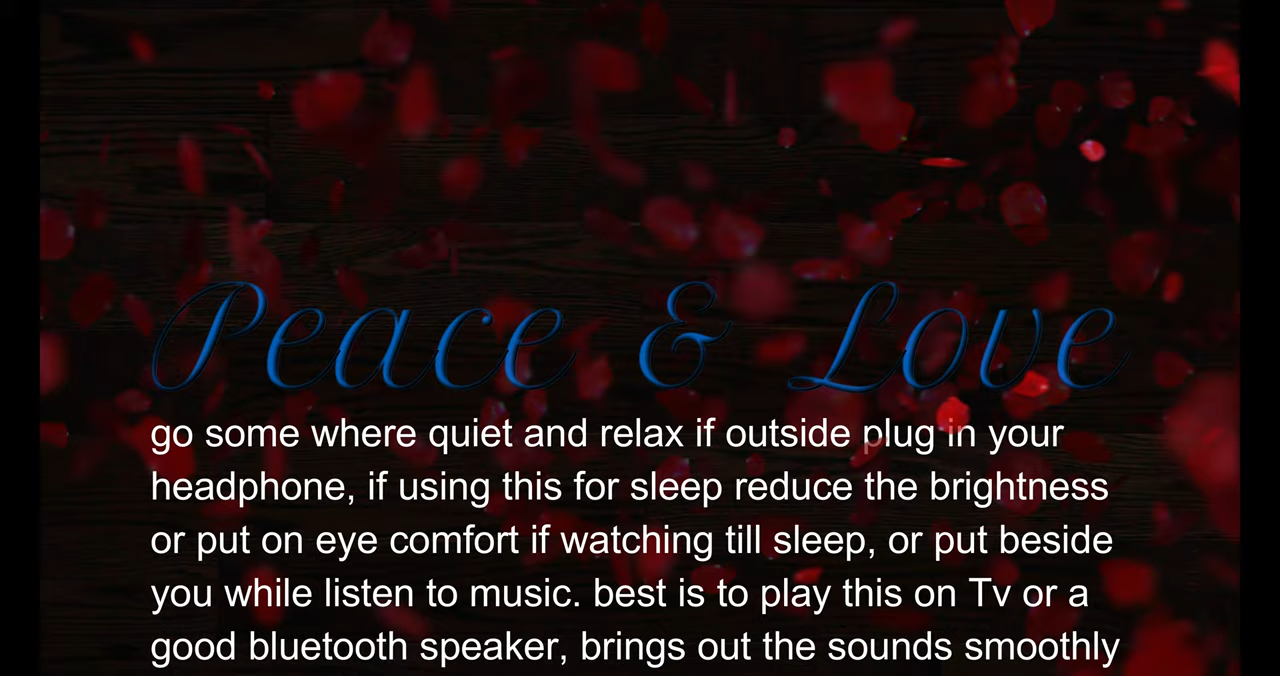 Peace & Love
go some where quiet and relax if outside plug in your
headphone, if using this for sleep reduce the brightness
or put on eye comfort if watching till sleep, or put beside
you while listen to music. best is to play this on Tv or a
good bluetooth speaker, brings out the sounds smoothly